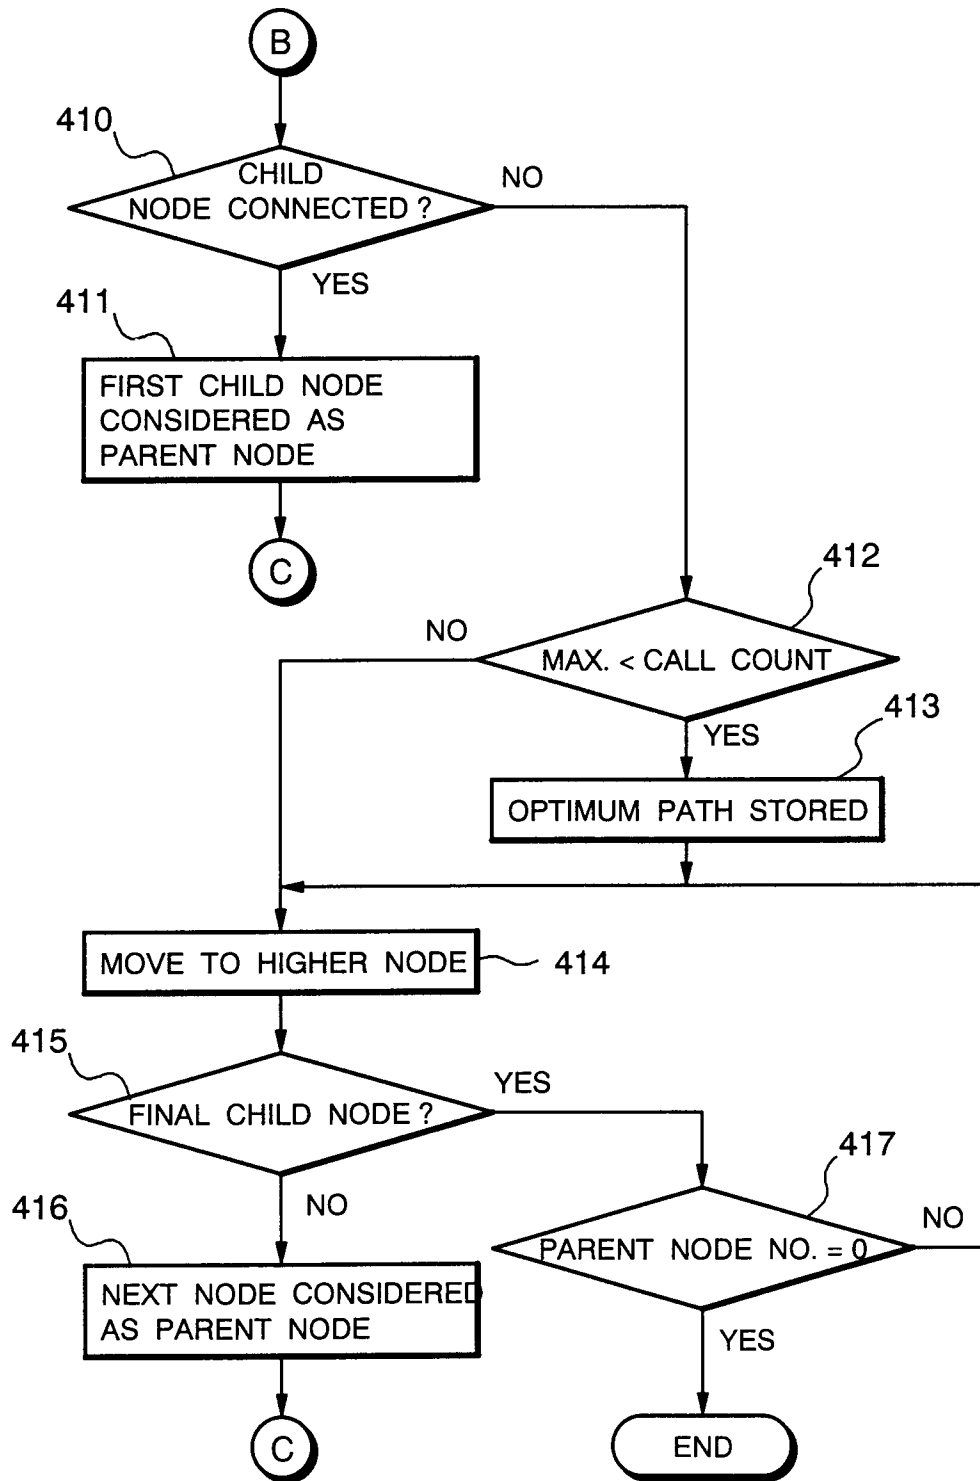 B
410
CHILD
NODE CONNECTED ?
NO
YES
411
FIRST CHILD NODE
CONSIDERED AS
PARENT NODE
C
412
NO
MAX. < CALL COUNT
YES
413
OPTIMUM PATH STORED
MOVE TO HIGHER NODE
414
415
FINAL CHILD NODE ?
YES
NO
416
417
PARENT NODE NO. = 0
NO
NEXT NODE CONSIDERED
AS PARENT NODE
YES
C
END